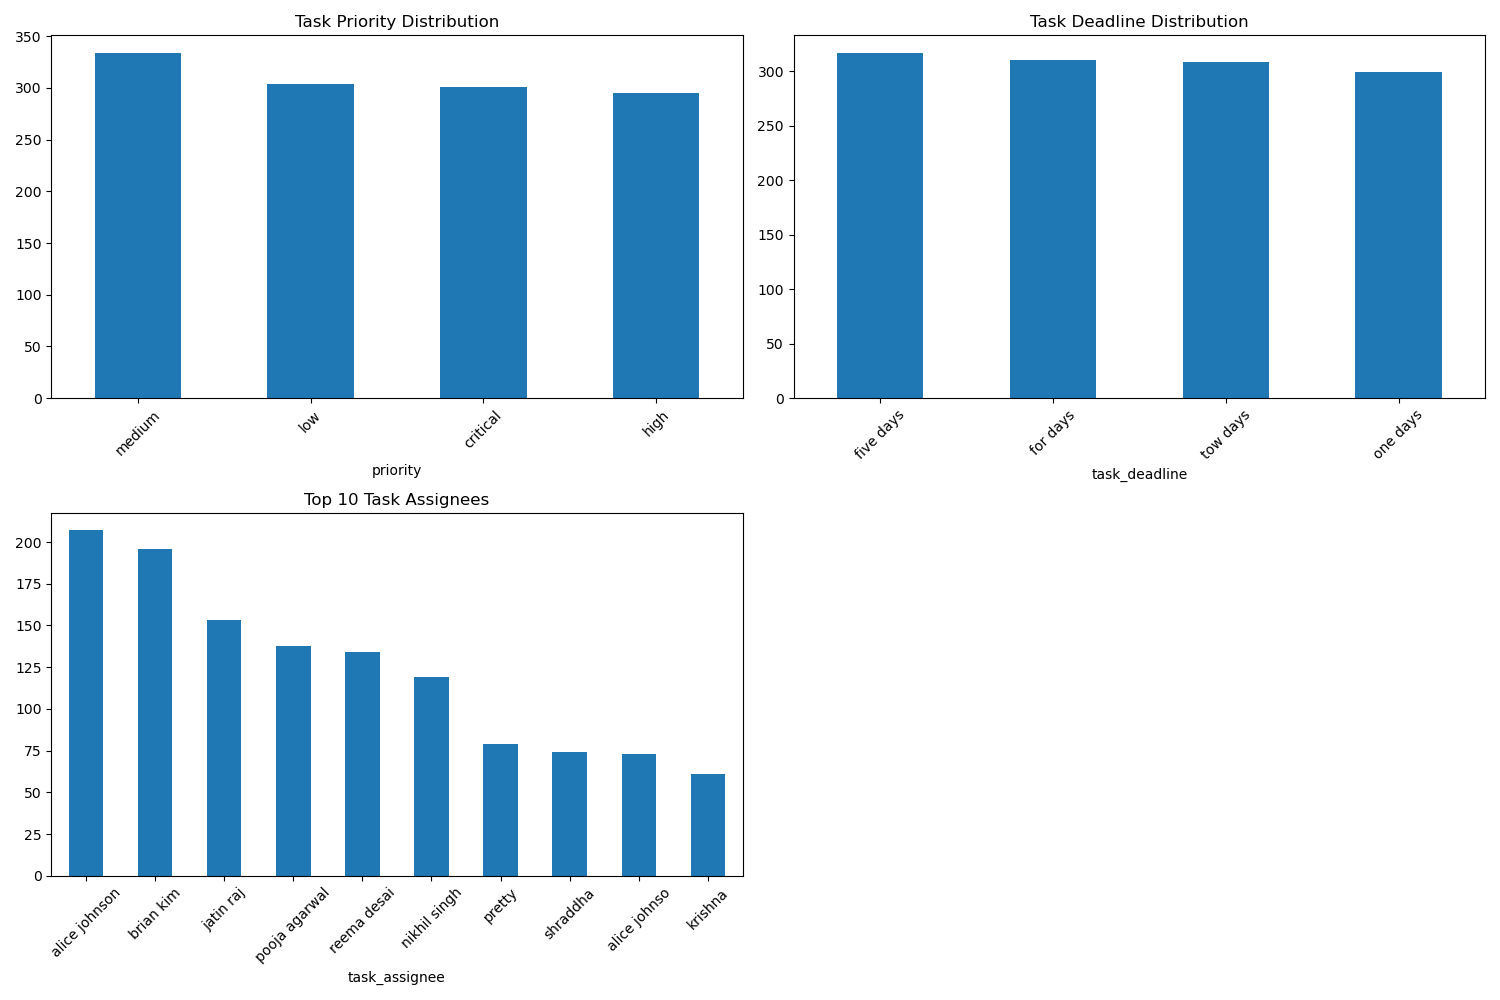 Task Priority Distribution
350
300
250
200
150
100
50
0
medium
low
critical
high
priority
Task Deadline Distribution
300
250
200
150
100
50
0
five days
for days
tow days
one days
task_deadline
Top 10 Task Assignees
200
175
150
125
100
75
50
25
0
alice johnson
brian kim
jatin raj
pooja agarwal
reema desai
nikhil singh
pretty
shraddha
alice johnso
krishna
task_assignee